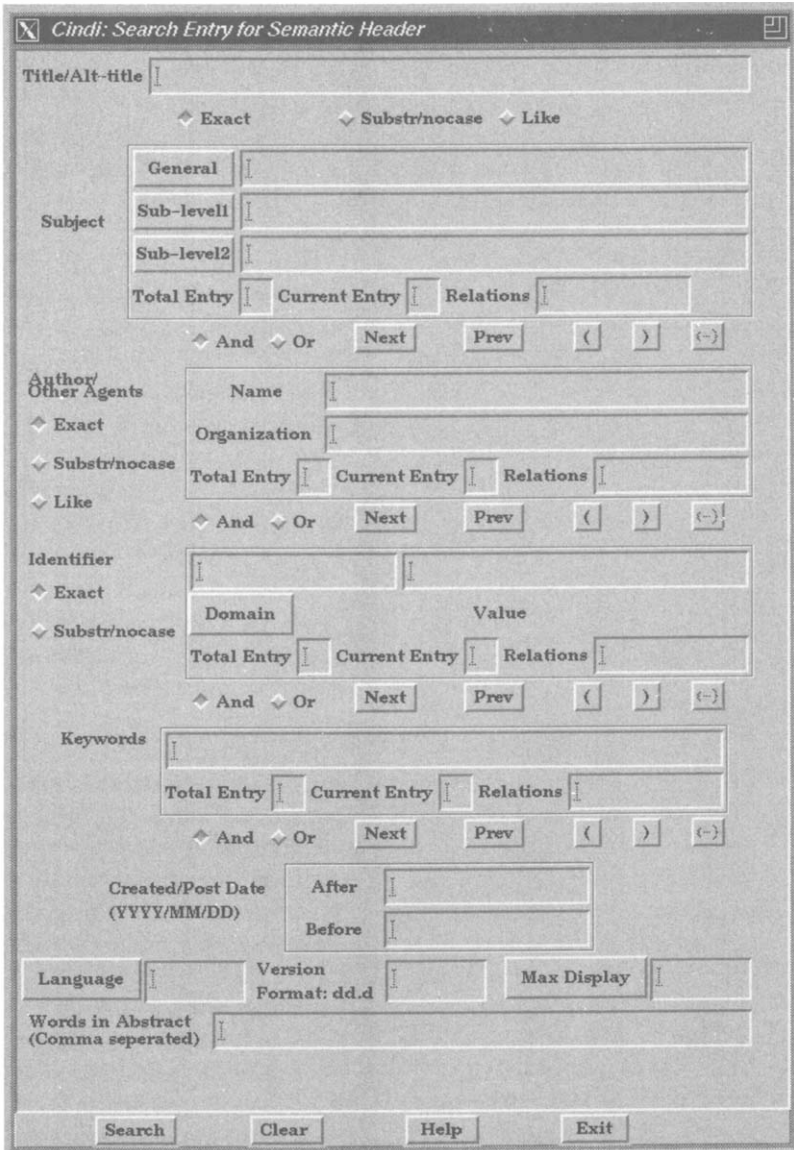 X Cindi: Search Entry for Semantic Header
Title/Alt-title
Exact Substr/nocase Like
Subject
General
Sub-level1
Sub-level2
Total Entry Current Entry Relations
And Or Next Prev ( ) (-)
Author/
Other Agents
Exact
Substr/nocase
Like
Name
Organization
Total Entry Current Entry Relations
And Or Next Prev ( ) (-)
Identifier
Exact
Substr/nocase
Domain Value
Total Entry Current Entry Relations
And Or Next Prev ( ) (-)
Keywords
Total Entry Current Entry Relations
And Or Next Prev ( ) (-)
Created/Post Date
(YYYY/MM/DD)
After
Before
Language
Version
Format: dd.d
Max Display
Words in Abstract
(Comma seperated)
Search Clear Help Exit